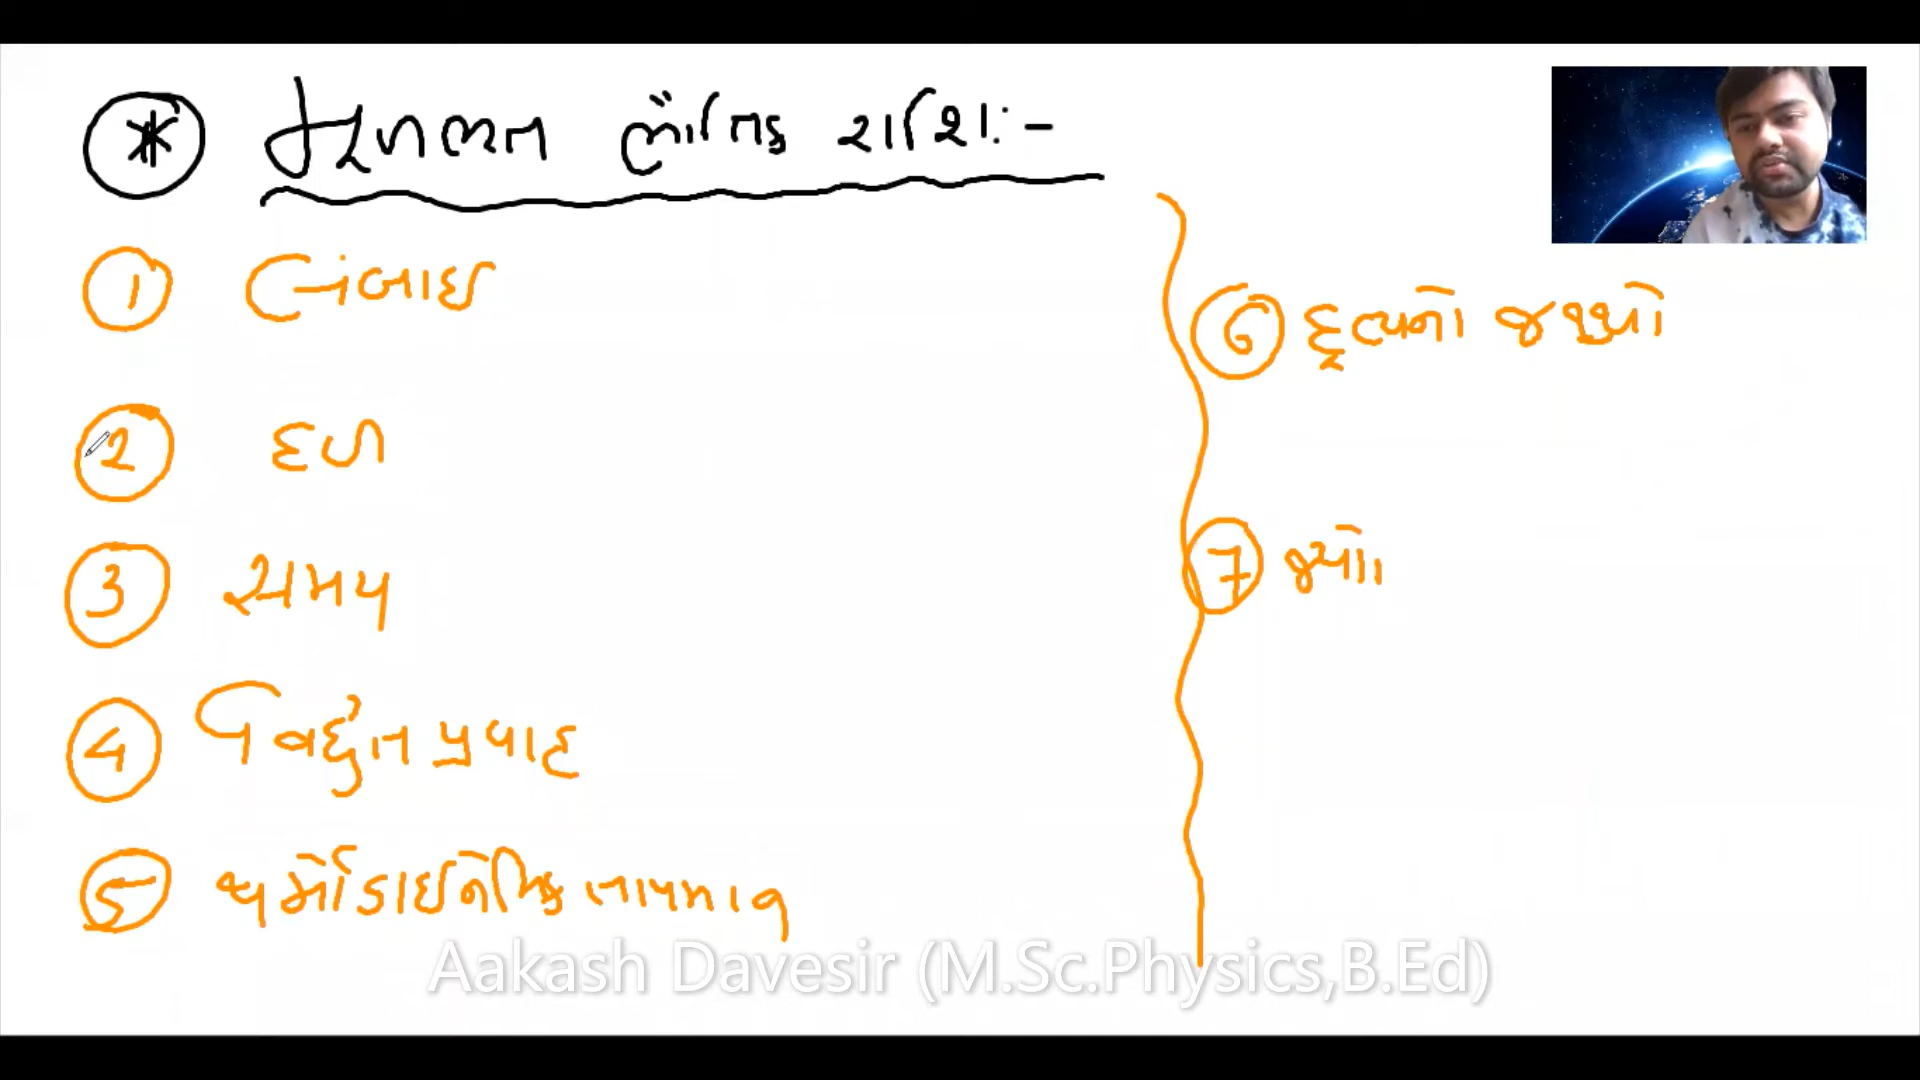 * મૂળભૂત ભૌતિક રાશિ :-
1 લંબાઇ
2 દળ
3 સમય
4 વિદ્યુત પ્રવાહ
5 થર્મોડાઇનેમિક તાપમાન
6 દ્રવ્યનો જથ્થો
7
Aakash Davesir (M.Sc.Physics,B.Ed)